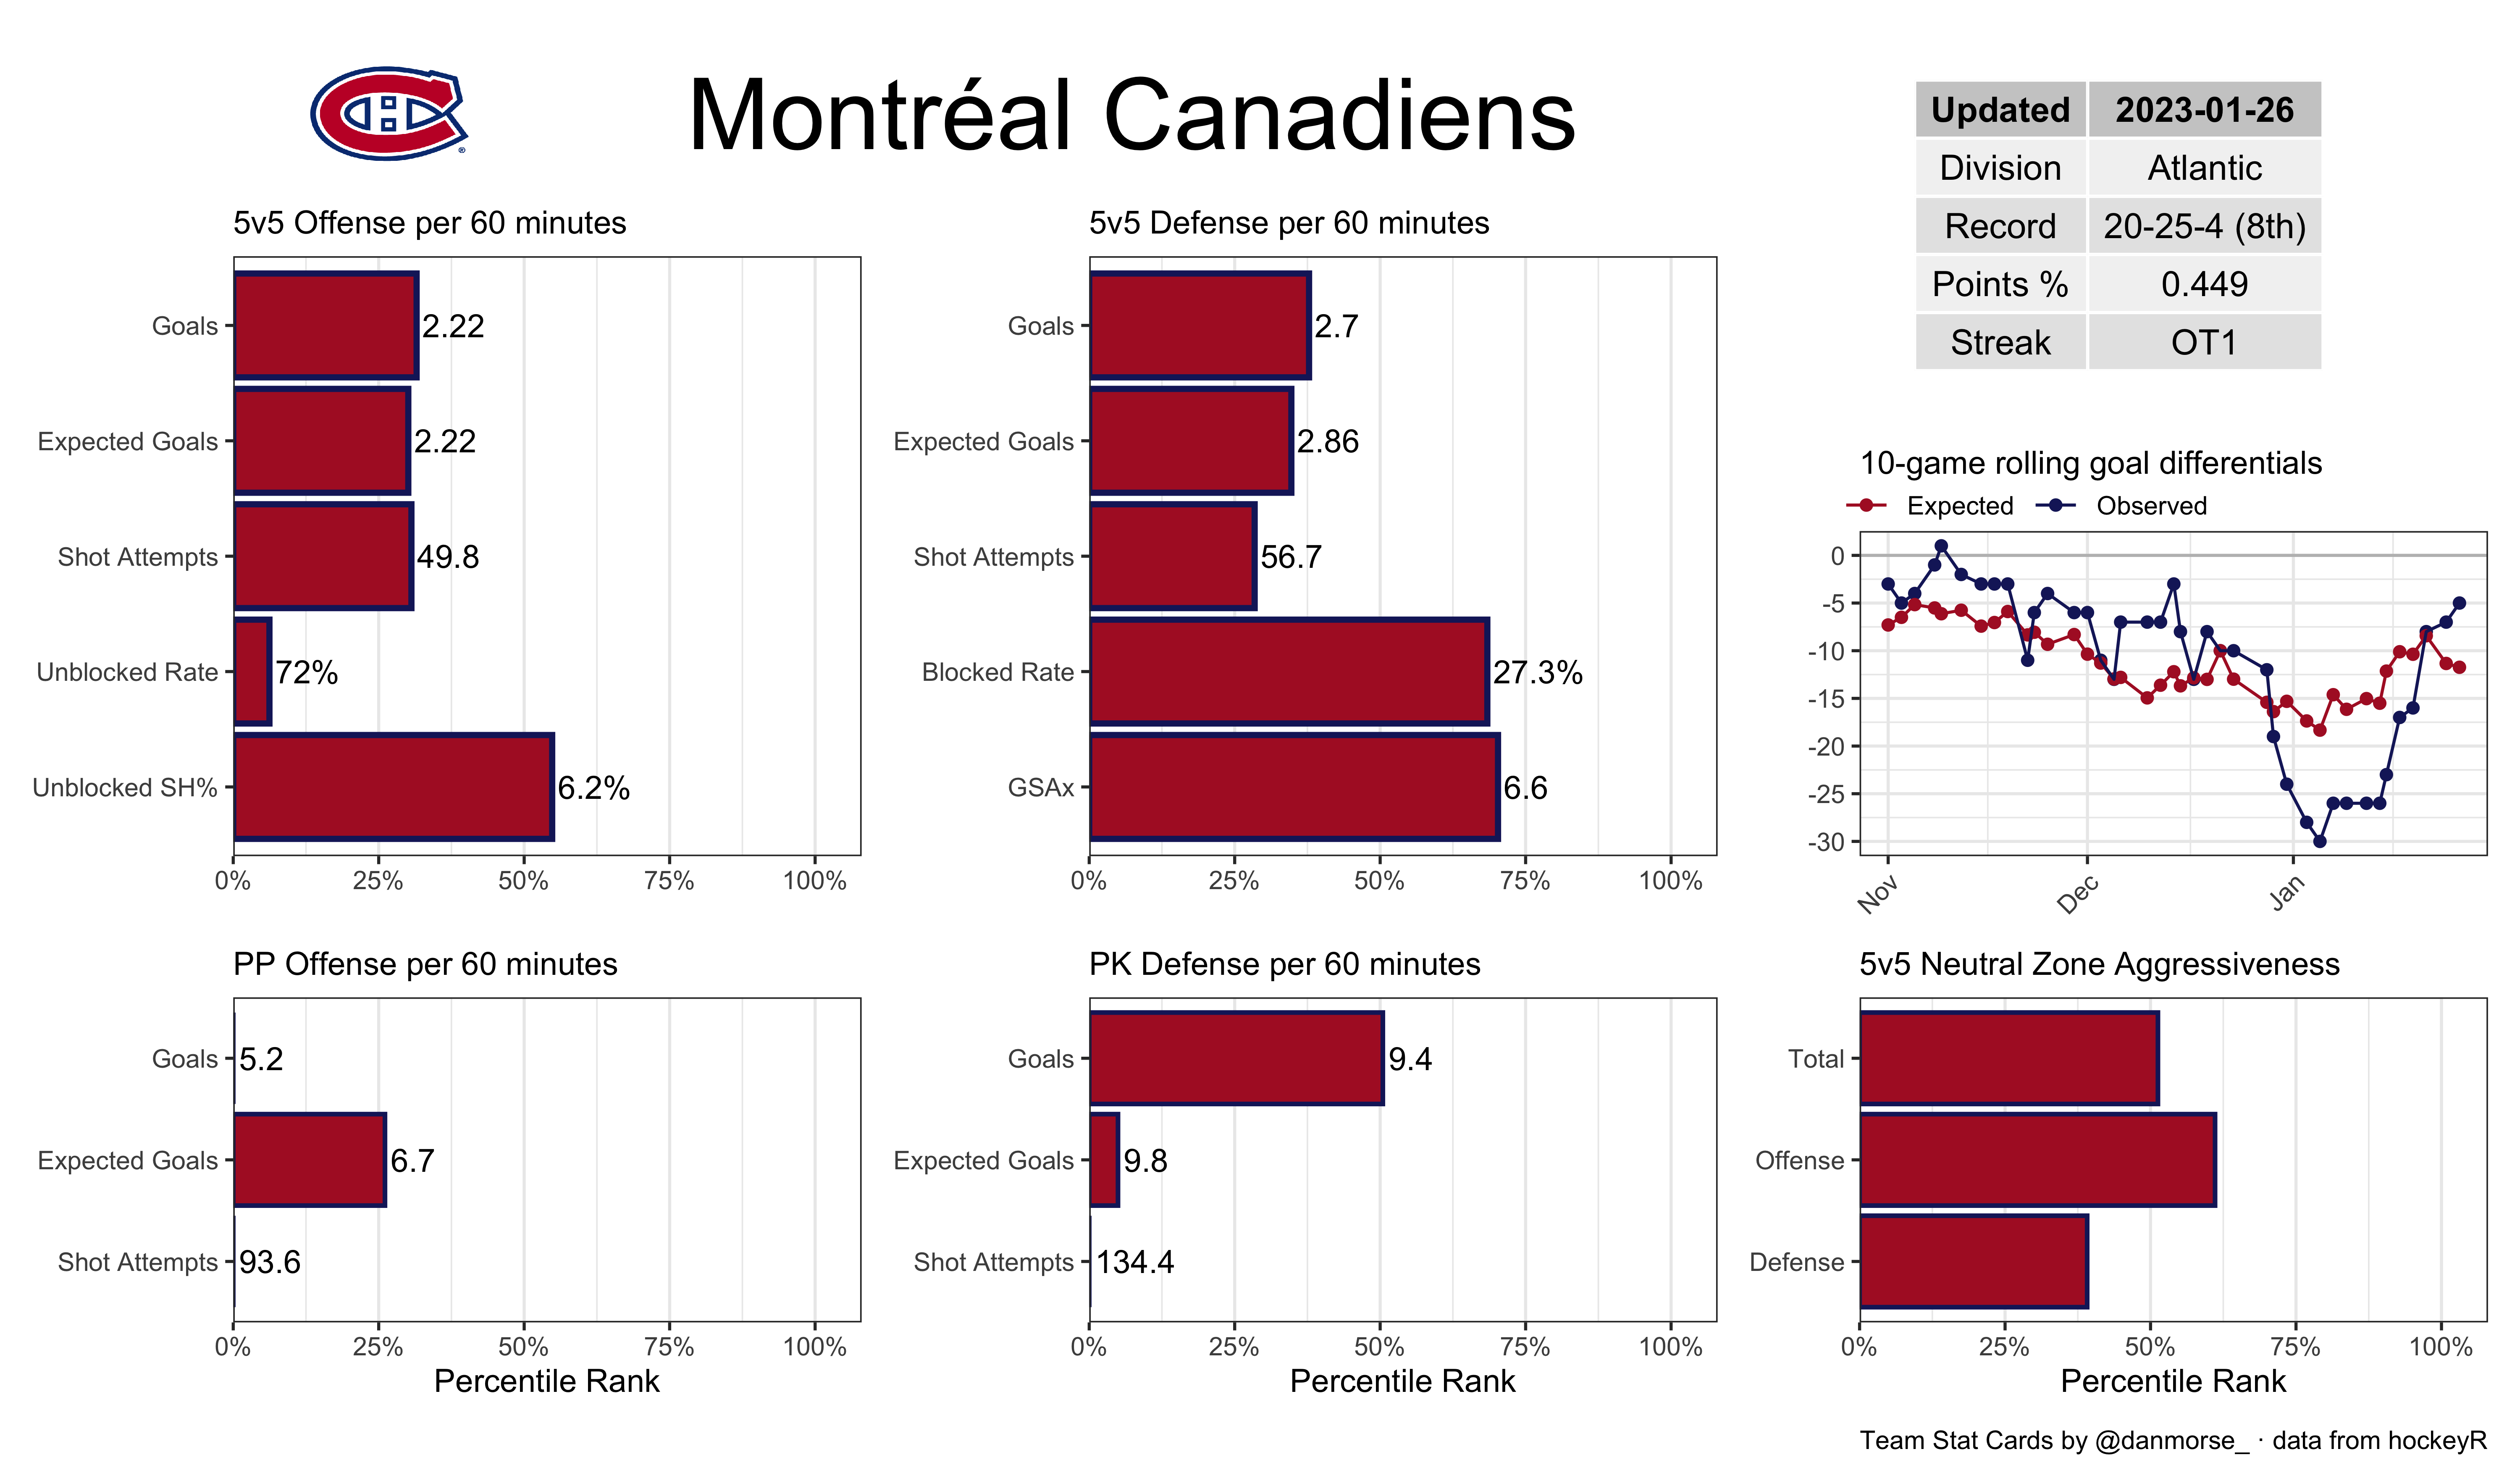 Montréal Canadiens
Updated 2023-01-26
Division Atlantic
Record 20-25-4 (8th)
Points % 0.449
Streak OT1
5v5 Offense per 60 minutes
Goals 2.22
Expected Goals 2.22
Shot Attempts 49.8
Unblocked Rate 72%
Unblocked SH% 6.2%
0% 25% 50% 75% 100%
5v5 Defense per 60 minutes
Goals 2.7
Expected Goals 2.86
Shot Attempts 56.7
Blocked Rate 27.3%
GSAx 6.6
0% 25% 50% 75% 100%
10-game rolling goal differentials
Expected Observed
0
-5
-10
-15
-20
-25
-30
Nov Dec Jan
PP Offense per 60 minutes
Goals 5.2
Expected Goals 6.7
Shot Attempts 93.6
0% 25% 50% 75% 100%
Percentile Rank
PK Defense per 60 minutes
Goals 9.4
Expected Goals 9.8
Shot Attempts 134.4
0% 25% 50% 75% 100%
Percentile Rank
5v5 Neutral Zone Aggressiveness
Total
Offense
Defense
0% 25% 50% 75% 100%
Percentile Rank
Team Stat Cards by @danmorse_ · data from hockeyR